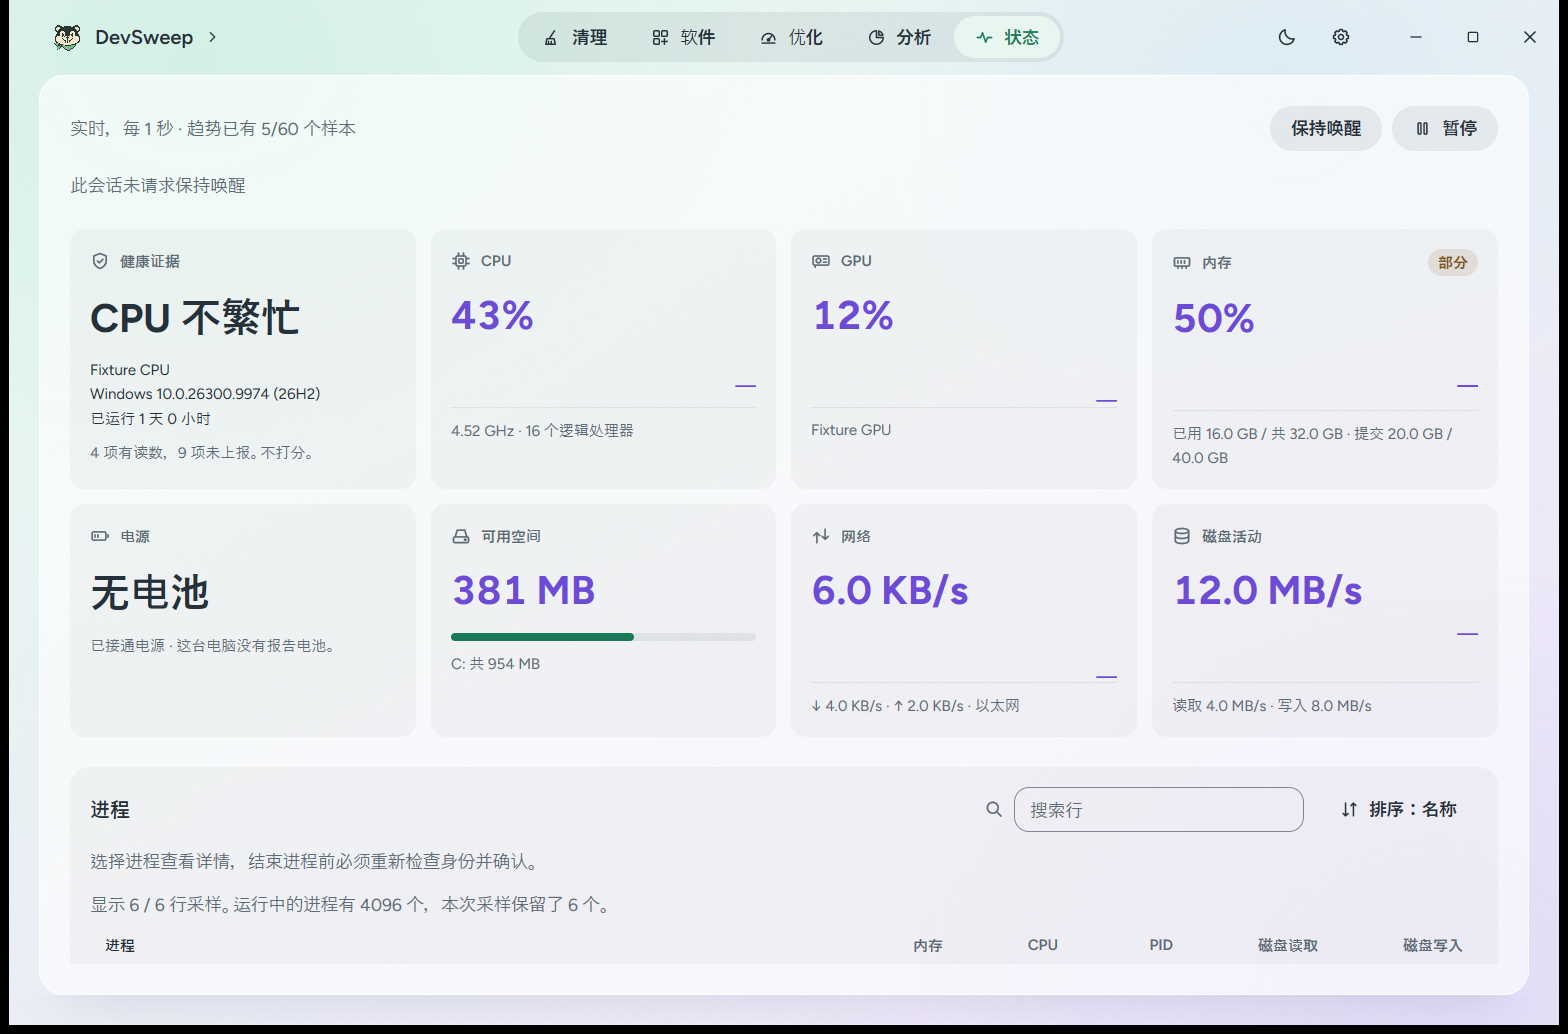 DevSweep
清理
软件
优化
分析
状态
实时，每 1 秒 · 趋势已有 5/60 个样本
保持唤醒
暂停
此会话未请求保持唤醒
健康证据
CPU 不繁忙
Fixture CPU
Windows 10.0.26300.9974 (26H2)
已运行 1 天 0 小时
4 项有读数，9 项未上报。不打分。
CPU
43%
4.52 GHz · 16 个逻辑处理器
GPU
12%
Fixture GPU
内存
部分
50%
已用 16.0 GB / 共 32.0 GB · 提交 20.0 GB /
40.0 GB
电源
无电池
已接通电源 · 这台电脑没有报告电池。
可用空间
381 MB
C: 共 954 MB
网络
6.0 KB/s
↓ 4.0 KB/s · ↑ 2.0 KB/s · 以太网
磁盘活动
12.0 MB/s
读取 4.0 MB/s · 写入 8.0 MB/s
进程
搜索行
排序：名称
选择进程查看详情，结束进程前必须重新检查身份并确认。
显示 6 / 6 行采样。运行中的进程有 4096 个，本次采样保留了 6 个。
进程 内存 CPU PID 磁盘读取 磁盘写入